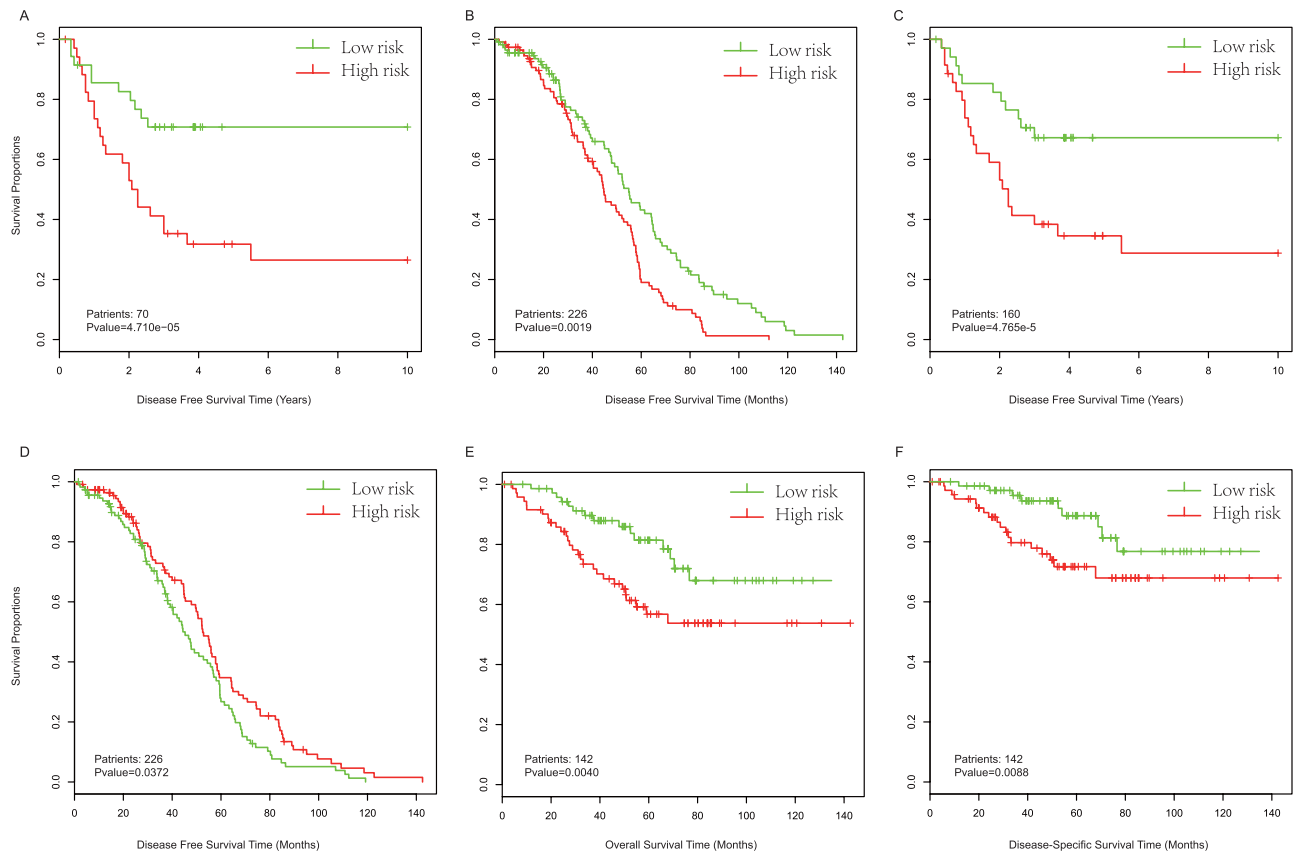 A
Low risk
High risk
1.0
0.8
0.6
0.4
0.2
0.0
Survival Proportions
Patrients: 70
Pvalue=4.710e−05
0 2 4 6 8 10
Disease Free Survival Time (Years)
B
Low risk
High risk
1.0
0.8
0.6
0.4
0.2
0.0
Patrients: 226
Pvalue=0.0019
0 20 40 60 80 100 120 140
Disease Free Survival Time (Months)
C
Low risk
High risk
1.0
0.8
0.6
0.4
0.2
0.0
Patrients: 160
Pvalue=4.765e-5
0 2 4 6 8 10
Disease Free Survival Time (Years)
D
Low risk
High risk
1.0
0.8
0.6
0.4
0.2
0.0
Survival Proportions
Patrients: 226
Pvalue=0.0372
0 20 40 60 80 100 120 140
Disease Free Survival Time (Months)
E
Low risk
High risk
1.0
0.8
0.6
0.4
0.2
0.0
Patrients: 142
Pvalue=0.0040
0 20 40 60 80 100 120 140
Overall Survival Time (Months)
F
Low risk
High risk
1.0
0.8
0.6
0.4
0.2
0.0
Patrients: 142
Pvalue=0.0088
0 20 40 60 80 100 120 140
Disease-Specific Survival Time (Months)